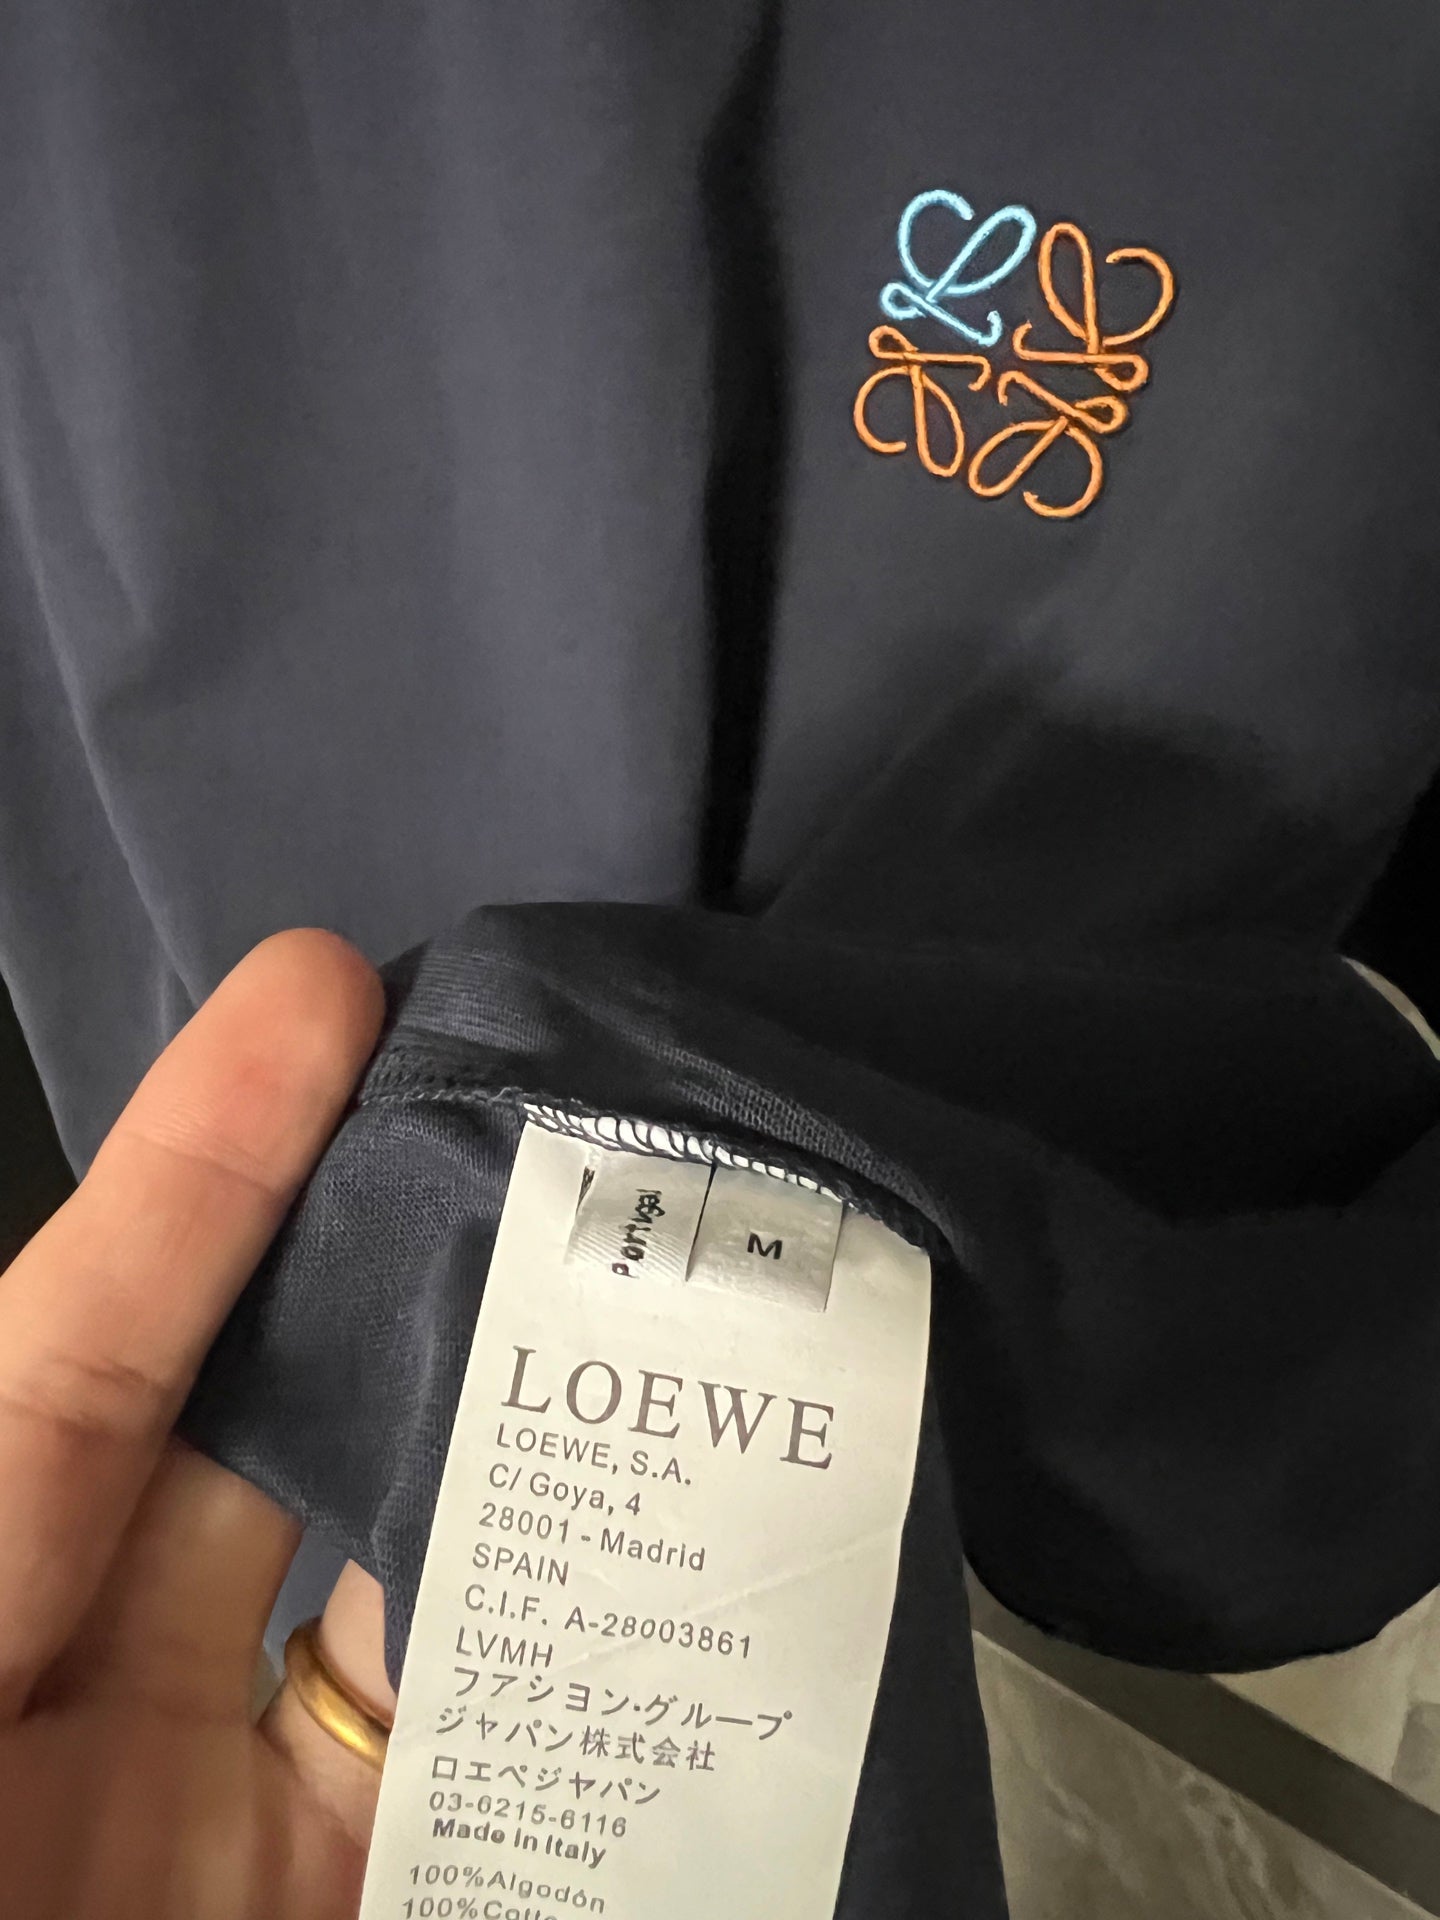 Portugal
M
LOEWE
LOEWE, S.A.
C/ Goya, 4
28001 - Madrid
SPAIN
C.I.F. A-28003861
LVMH
ファション·グループ
ジャパン株式会社
ロエペジャパン
03-6215-6116
Made in Italy
100%Algodón